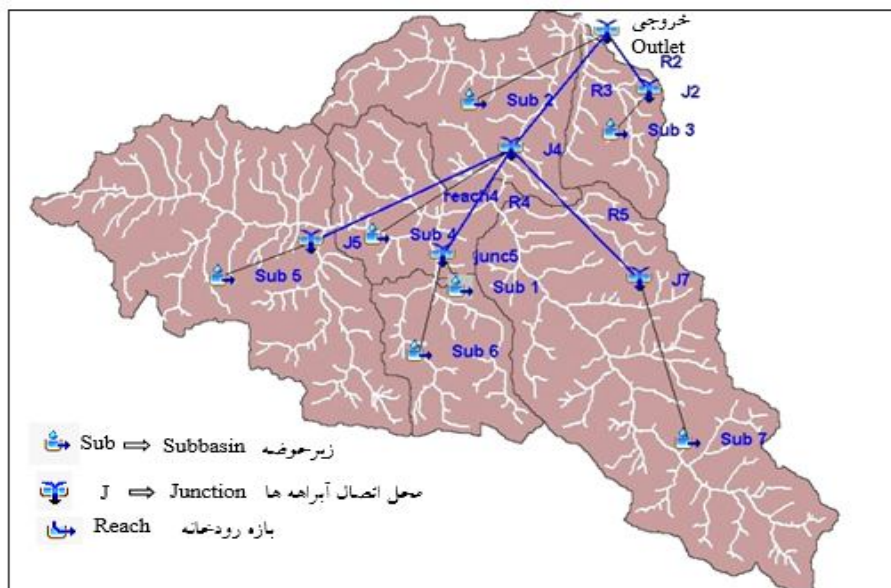 خروجی
Outlet
R2
J2
R3
Sub 2
Sub 3
J4
reach4
R4
R5
J5
Sub 4
junc5
J7
Sub 5
Sub 1
Sub 6
Sub 7
Sub ⇒ Subbasin زیرحوضه
J ⇒ Junction محل اتصال آبراهه ها
Reach بازه رودخانه